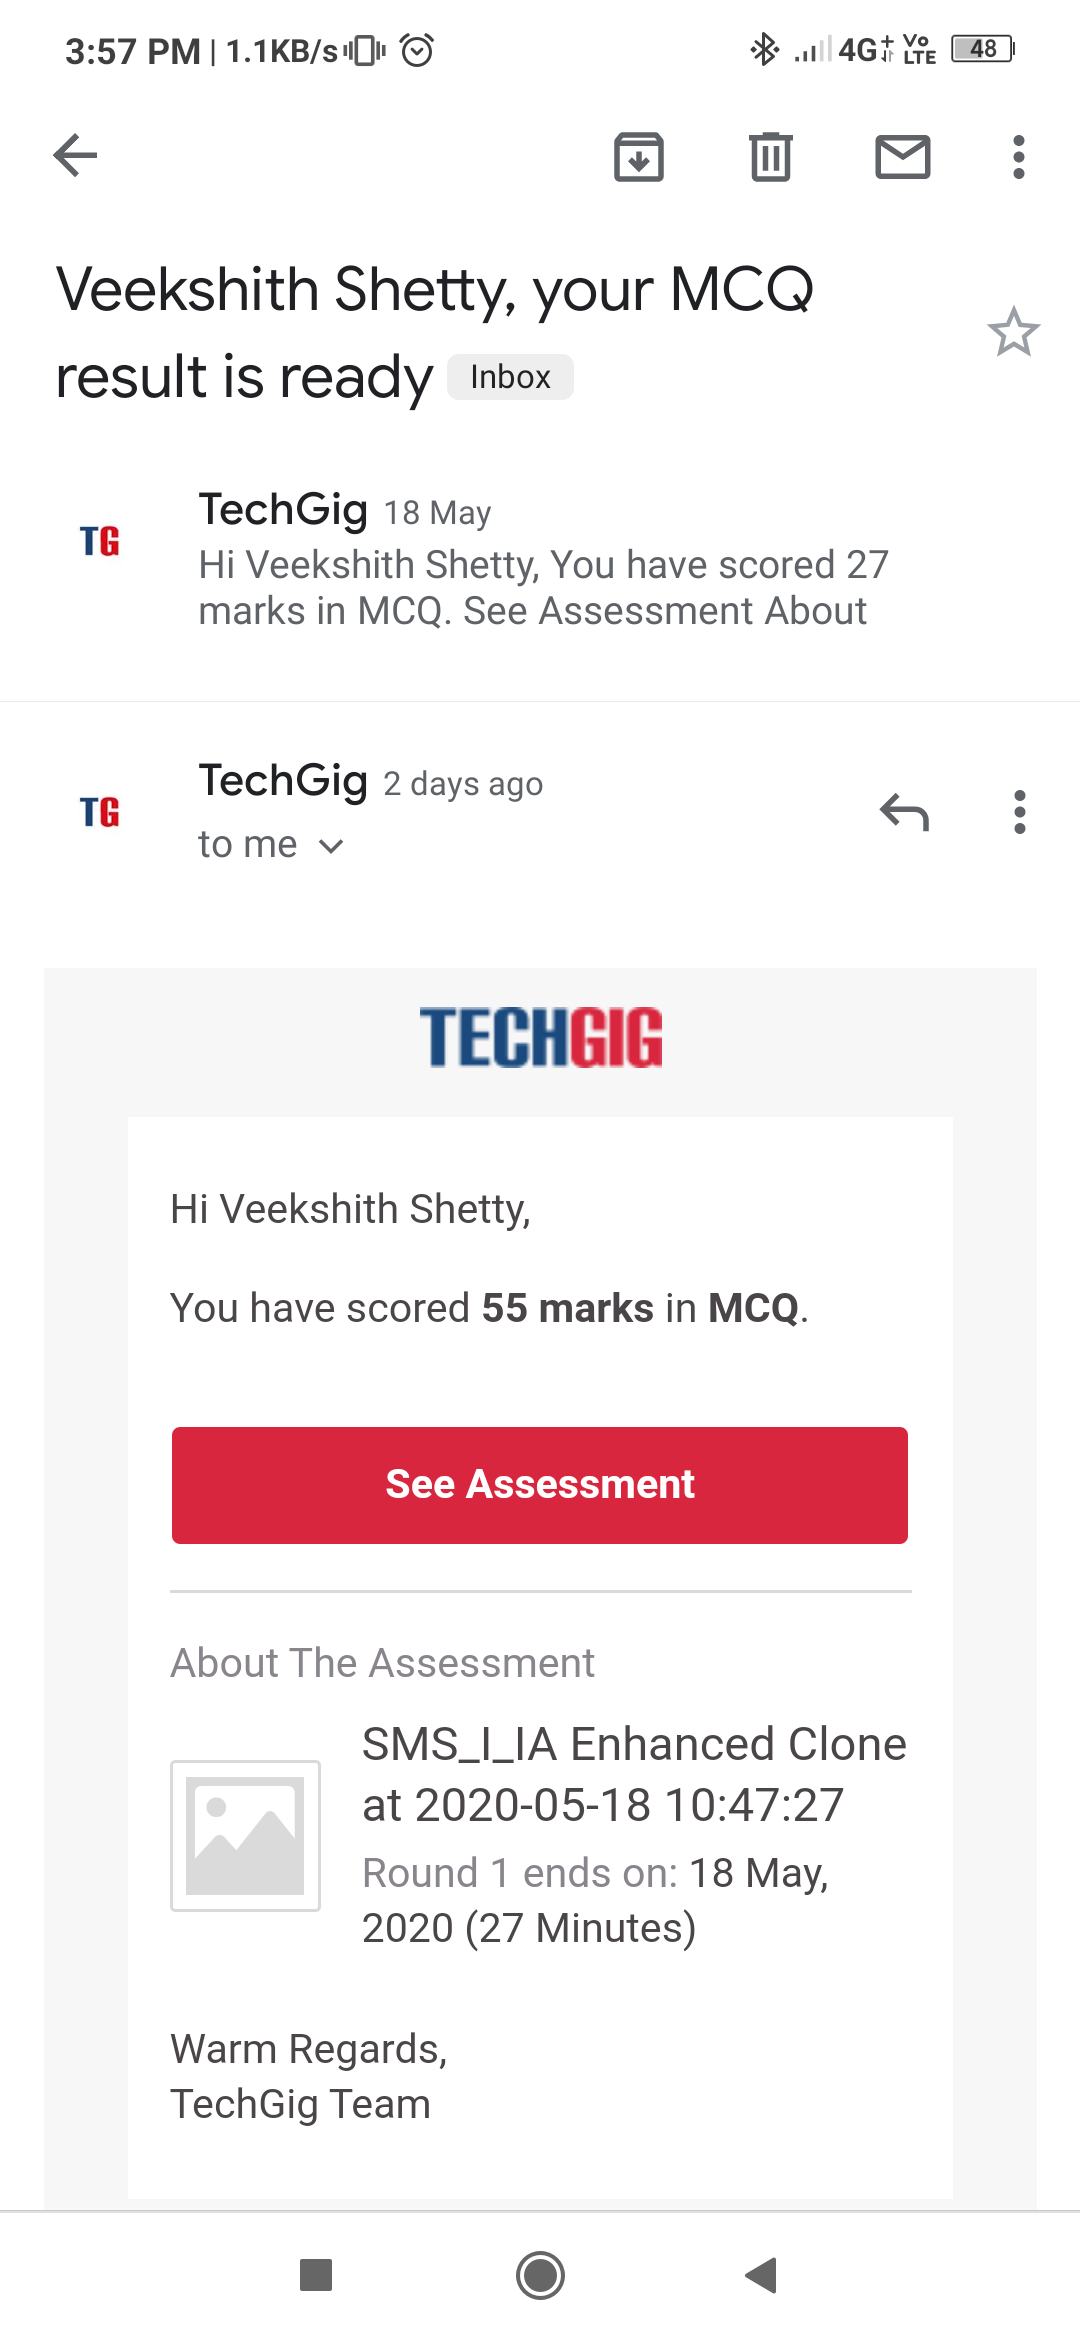 3:57 PM | 1.1KB/s 4G+ VoLTE 48
Veekshith Shetty, your MCQ
result is ready Inbox
TG
TechGig 18 May
Hi Veekshith Shetty, You have scored 27
marks in MCQ. See Assessment About
TG
TechGig 2 days ago
to me
TECHGIG
Hi Veekshith Shetty,
You have scored 55 marks in MCQ.
See Assessment
About The Assessment
SMS_I_IA Enhanced Clone
at 2020-05-18 10:47:27
Round 1 ends on: 18 May,
2020 (27 Minutes)
Warm Regards,
TechGig Team